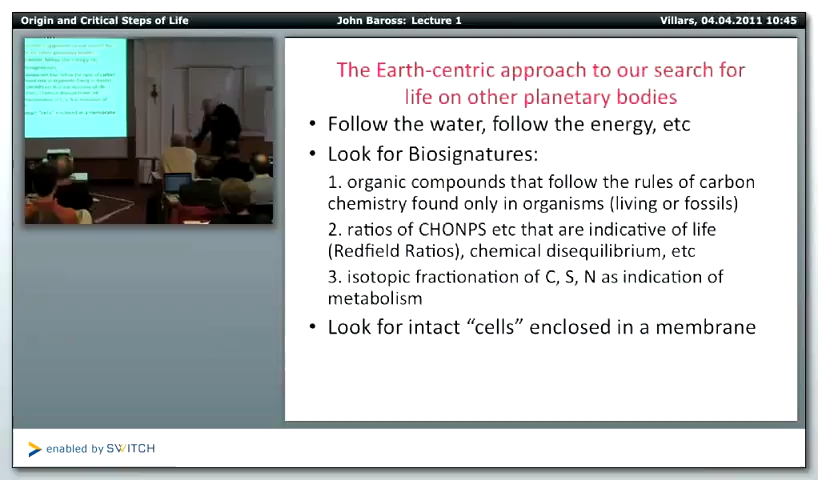 Origin and Critical Steps of Life
John Baross: Lecture 1
Villars, 04.04.2011 10:45
The Earth-centric approach to our search for
life on other planetary bodies
• Follow the water, follow the energy, etc
• Look for Biosignatures:
1. organic compounds that follow the rules of carbon
chemistry found only in organisms (living or fossils)
2. ratios of CHONPS etc that are indicative of life
(Redfield Ratios), chemical disequilibrium, etc
3. isotopic fractionation of C, S, N as indication of
metabolism
• Look for intact “cells” enclosed in a membrane
enabled by SWITCH